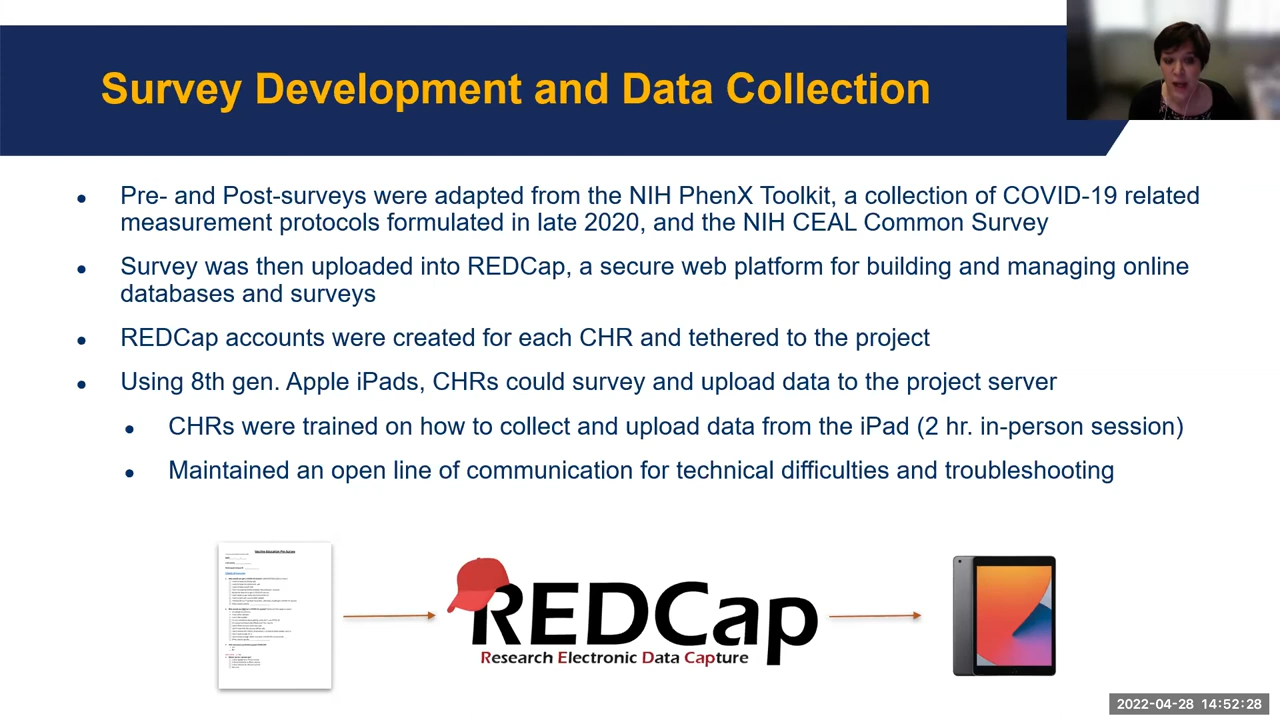 Survey Development and Data Collection
Pre- and Post-surveys were adapted from the NIH PhenX Toolkit, a collection of COVID-19 related
measurement protocols formulated in late 2020, and the NIH CEAL Common Survey
Survey was then uploaded into REDCap, a secure web platform for building and managing online
databases and surveys
REDCap accounts were created for each CHR and tethered to the project
Using 8th gen. Apple iPads, CHRs could survey and upload data to the project server
CHRs were trained on how to collect and upload data from the iPad (2 hr. in-person session)
Maintained an open line of communication for technical difficulties and troubleshooting
REDCap
Research Electronic Data Capture
2022-04-28 14:52:28